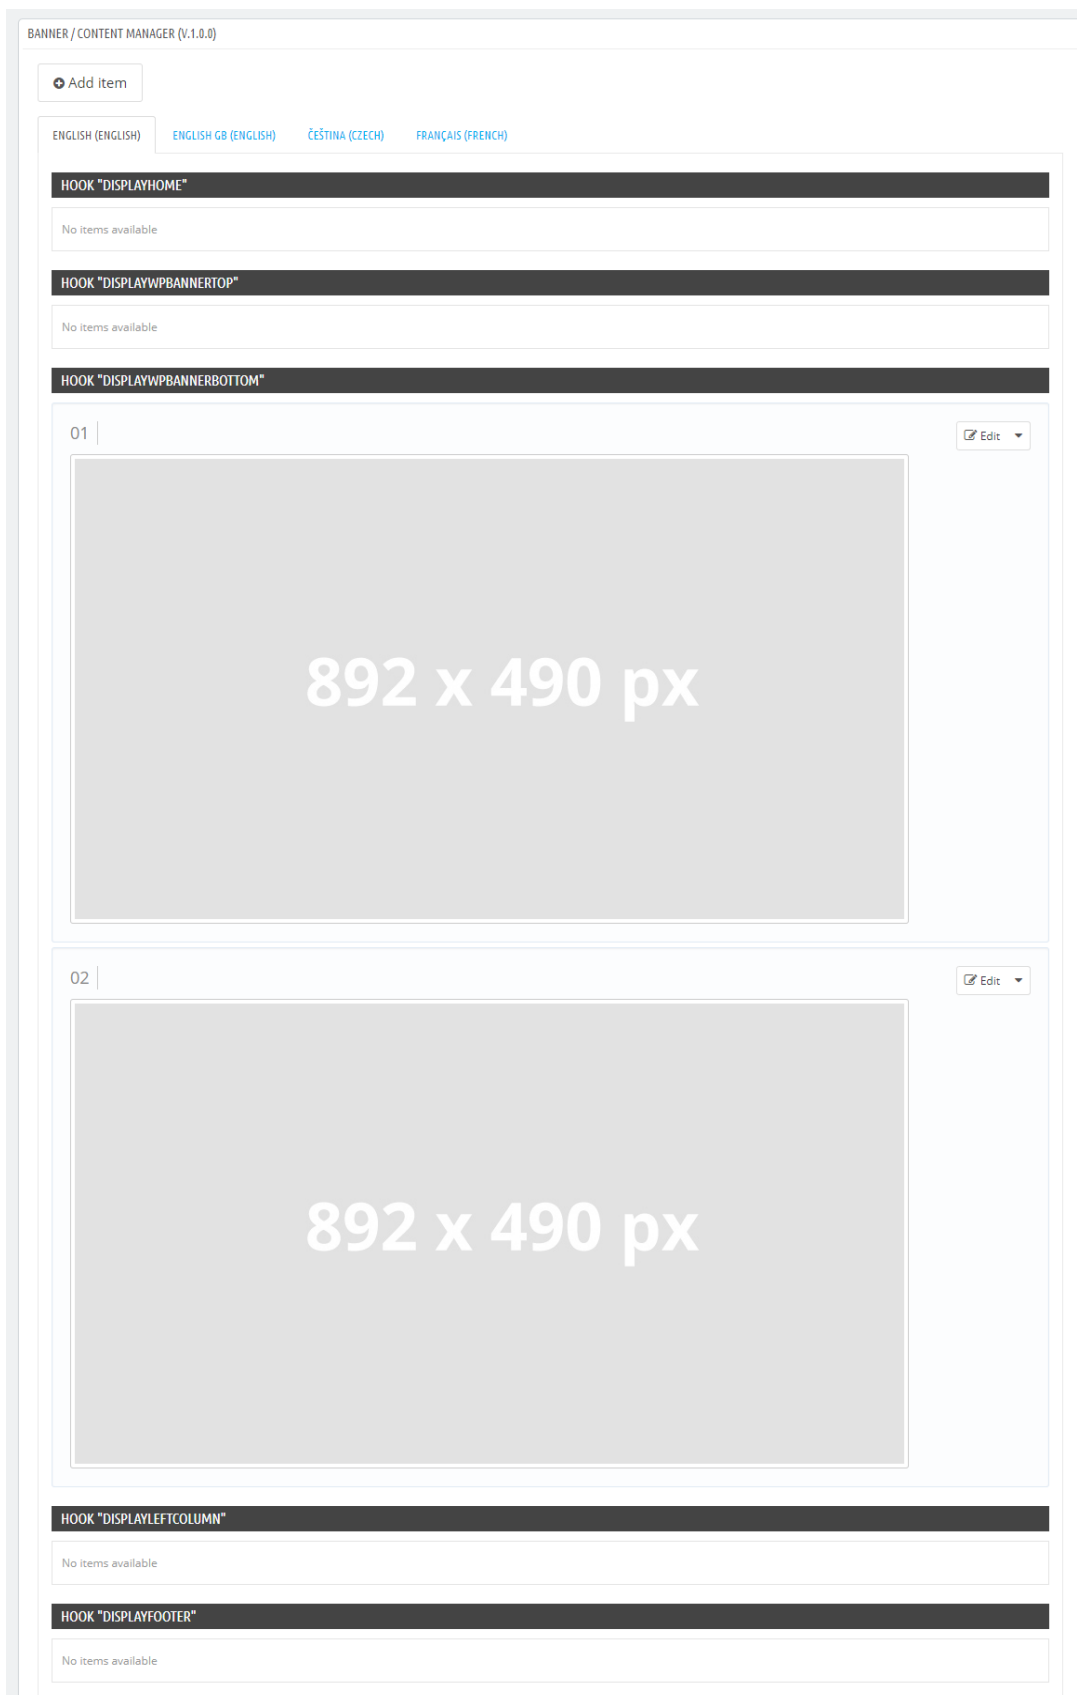 BANNER / CONTENT MANAGER (V.1.0.0)
Add item
ENGLISH (ENGLISH) ENGLISH GB (ENGLISH) ČEŠTINA (CZECH) FRANÇAIS (FRENCH)
HOOK "DISPLAYHOME"
No items available
HOOK "DISPLAYWPBANNERTOP"
No items available
HOOK "DISPLAYWPBANNERBOTTOM"
01 Edit
892 x 490 px
02 Edit
892 x 490 px
HOOK "DISPLAYLEFTCOLUMN"
No items available
HOOK "DISPLAYFOOTER"
No items available